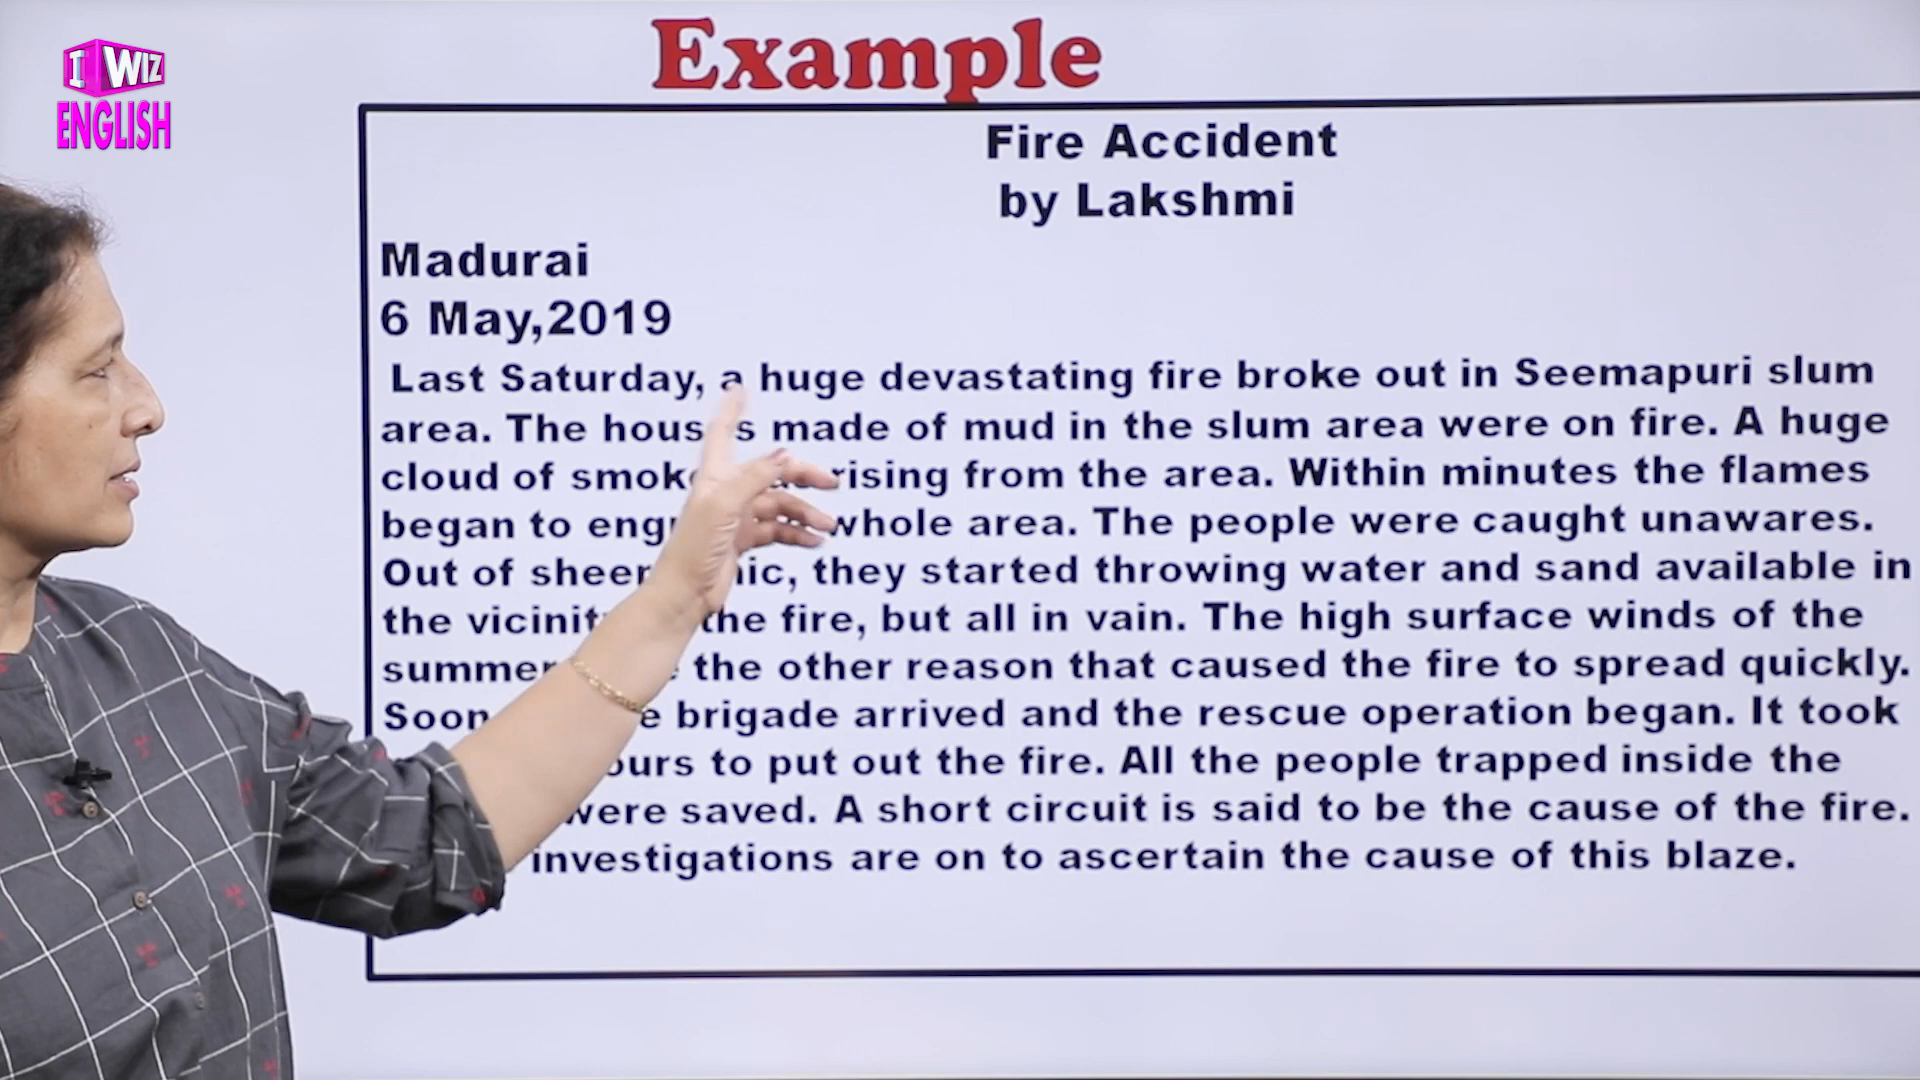 I WIZ
ENGLISH
Example
Fire Accident
by Lakshmi
Madurai
6 May,2019
Last Saturday, a huge devastating fire broke out in Seemapuri slum
area. The houses made of mud in the slum area were on fire. A huge
cloud of smoke rising from the area. Within minutes the flames
began to whole area. The people were caught unawares.
Out of sheer they started throwing water and sand available in
the the fire, but all in vain. The high surface winds of the
summer the other reason that caused the fire to spread quickly.
Soon brigade arrived and the rescue operation began. It took
to put out the fire. All the people trapped inside the
were saved. A short circuit is said to be the cause of the fire.
investigations are on to ascertain the cause of this blaze.